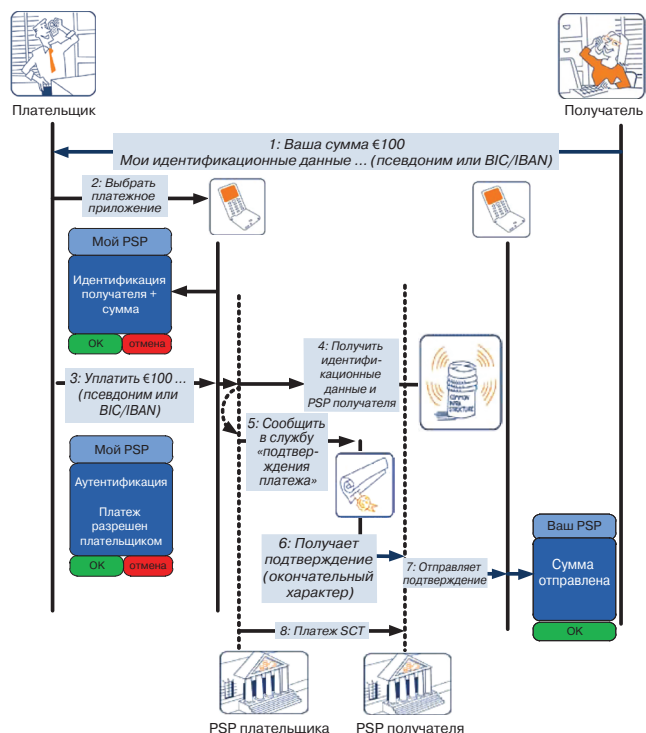 Плательщик
Получатель
1: Ваша сумма €100
Мои идентификационные данные ... (псевдоним или BIC/IBAN)
2: Выбрать
платежное
приложение
Мой PSP
Идентификация
получателя +
сумма
OK
отмена
3: Уплатить €100 ...
(псевдоним или
BIC/IBAN)
4: Получить
идентифи-
кационные
данные и
PSP получателя
COMMON
INFRA
STRUCTURE
5: Сообщить
в службу
«подтвер-
ждения
платежа»
Мой PSP
Аутентификация
Платеж
разрешен
плательщиком
OK
отмена
6: Получает
подтверждение
(окончательный
характер)
7: Отправляет
подтверждение
Ваш PSP
Сумма
отправлена
OK
8: Платеж SCT
PSP плательщика
PSP получателя